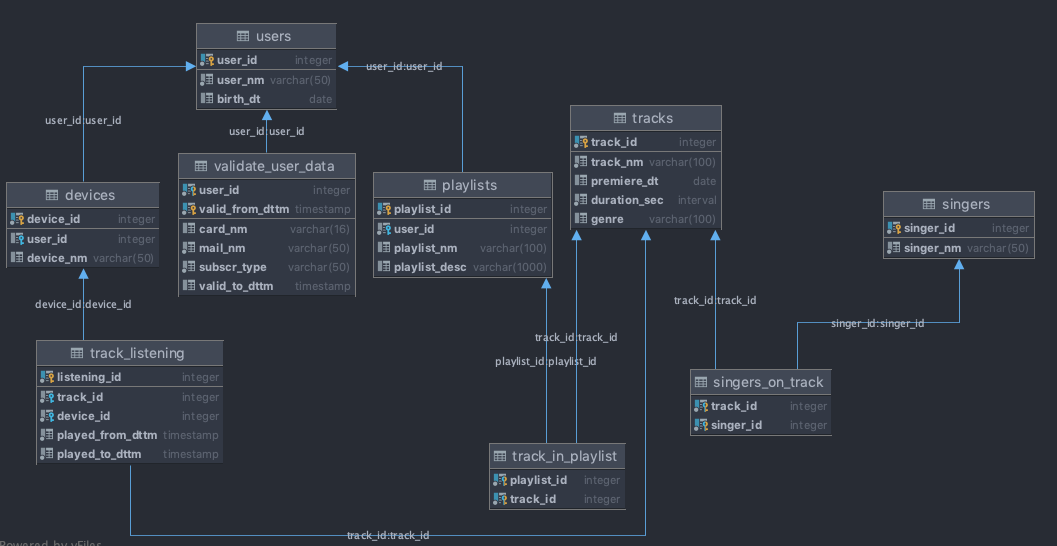 users
user_id integer
user_nm varchar(50)
birth_dt date
user_id:user_id
user_id:user_id
user_id:user_id
tracks
track_id integer
track_nm varchar(100)
premiere_dt date
duration_sec interval
genre varchar(100)
validate_user_data
user_id integer
valid_from_dttm timestamp
card_nm varchar(16)
mail_nm varchar(50)
subscr_type varchar(50)
valid_to_dttm timestamp
playlists
playlist_id integer
user_id integer
playlist_nm varchar(100)
playlist_desc varchar(1000)
devices
device_id integer
user_id integer
device_nm varchar(50)
singers
singer_id integer
singer_nm varchar(50)
device_id:device_id
track_id:track_id
singer_id:singer_id
track_id:track_id
playlist_id:playlist_id
track_listening
listening_id integer
track_id integer
device_id integer
played_from_dttm timestamp
played_to_dttm timestamp
singers_on_track
track_id integer
singer_id integer
track_in_playlist
playlist_id integer
track_id integer
track_id:track_id
Powered by yFiles